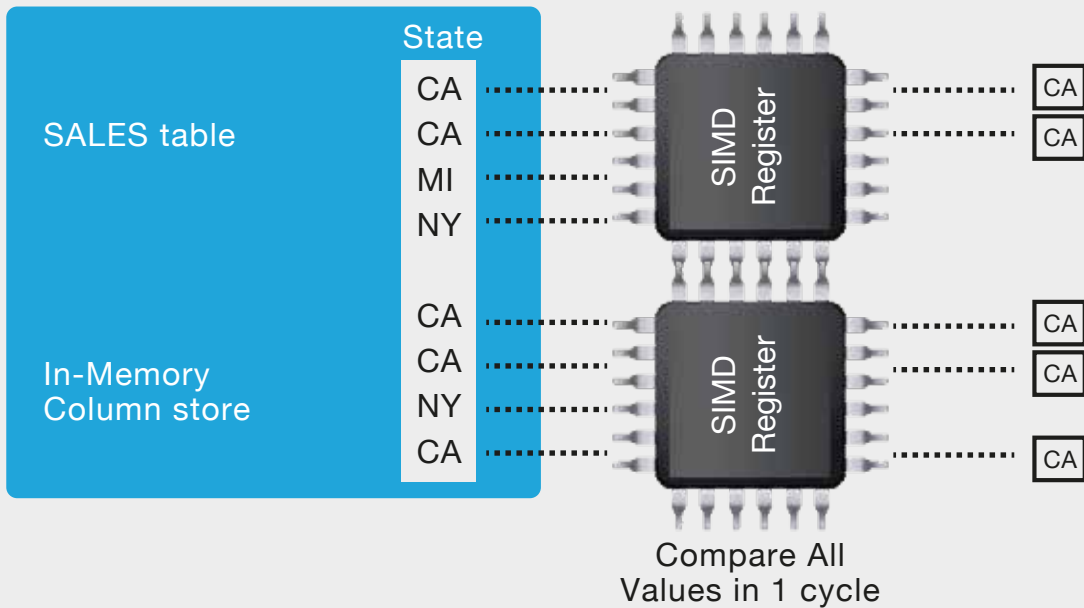 State
SALES table
CA
CA
MI
NY
SIMD
Register
CA
CA
In-Memory
Column store
CA
CA
NY
CA
SIMD
Register
CA
CA
CA
Compare All
Values in 1 cycle